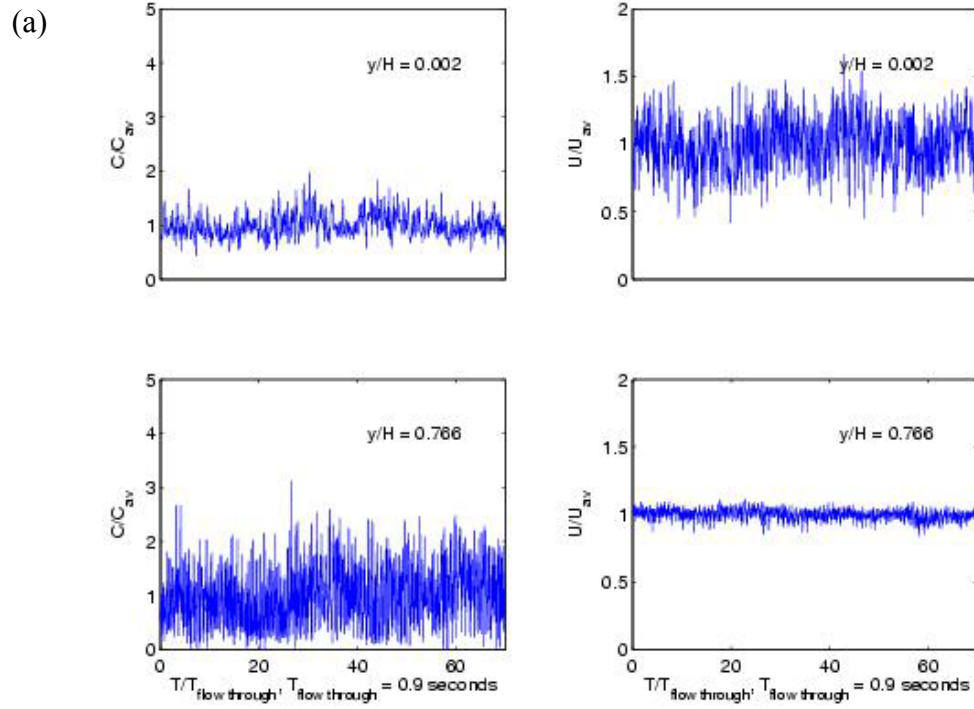 (a)
5
4
3
2
1
0
C/C_av
y/H = 0.002
2
1.5
1
0.5
0
U/U_av
y/H = 0.002
5
4
3
2
1
0
C/C_av
y/H = 0.766
0 20 40 60
T/T_flow through, T_flow through = 0.9 seconds
2
1.5
1
0.5
0
U/U_av
y/H = 0.766
0 20 40 60
T/T_flow through, T_flow through = 0.9 seconds